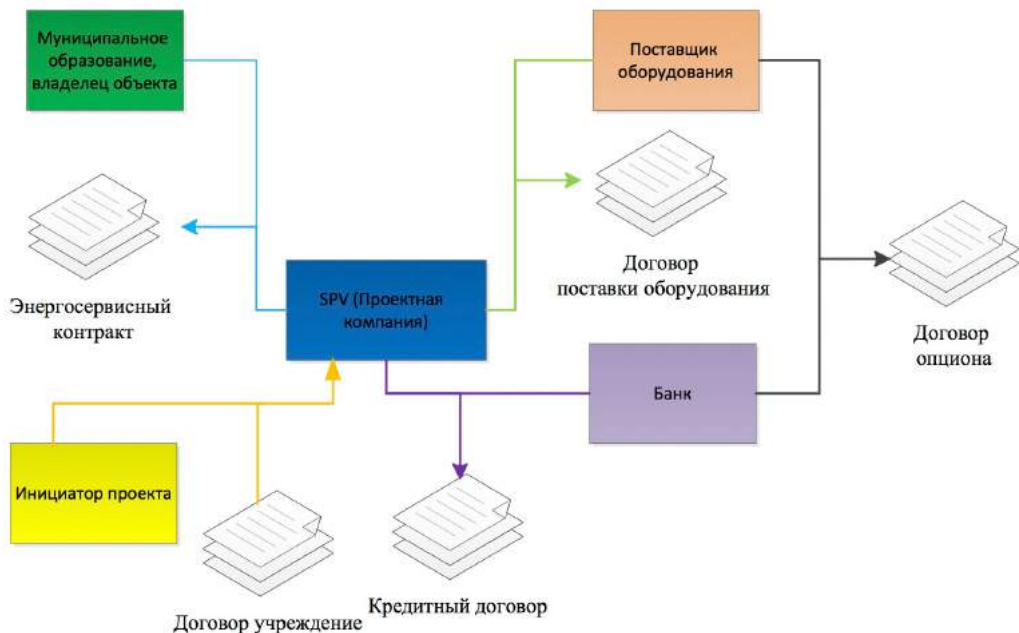 Муниципальное
образование,
владелец объекта
Поставщик
оборудования
Энергосервисный
контракт
SPV (Проектная
компания)
Договор
поставки оборудования
Договор
опциона
Банк
Инициатор проекта
Договор учреждение
Кредитный договор